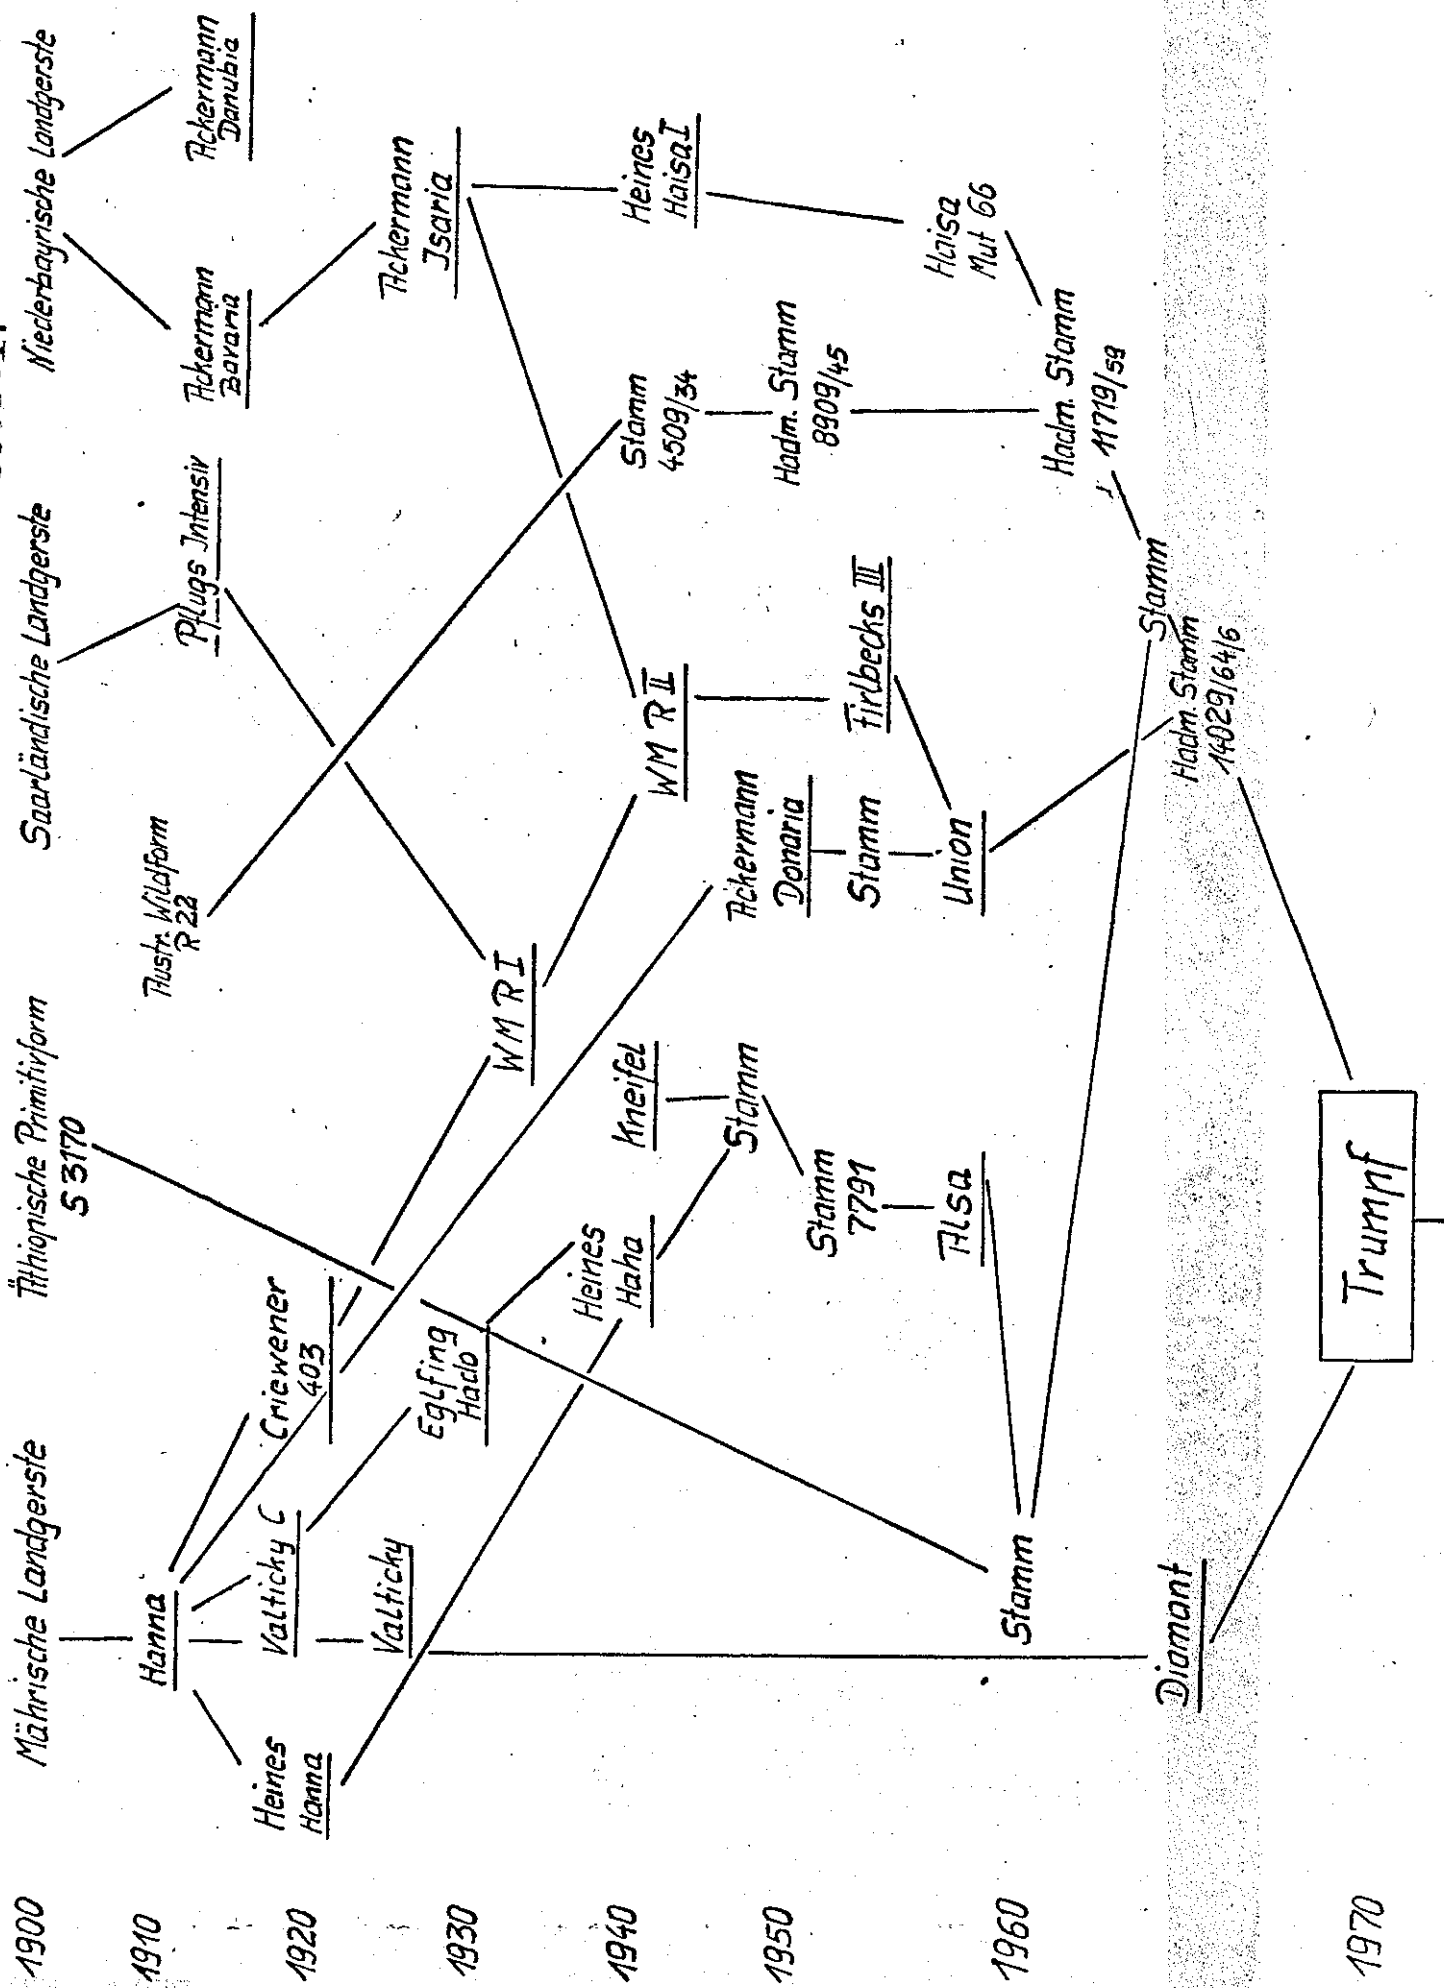 1900
Mährische Landgerste
Äthiopische Primitivform
S 3170
Saarländische Landgerste
Niederbayrische Landgerste
1910
Hanna
Austr. Wildform
R 22
Pflugs Intensiv
Ackermann
Bavaria
Ackermann
Danubia
1920
Heines
Hanna
Valticky C
Criewener
403
Valticky
Ackermann
Isaria
1930
Eglfing
Hado
WM R I
1940
Heines
Haha
Kneifel
WM R II
Stamm
4509/34
Heines
Haisa I
1950
Stamm
Ackermann
Donaria
Hadm. Stamm
8909/45
Stamm
7791
Stamm
Firlbecks III
1960
Stamm
Alsa
Union
Haisa
Mut 66
Hadm. Stamm
11719/59
Diamant
Stamm
Hadm. Stamm
14029/64/6
1970
Trumpf